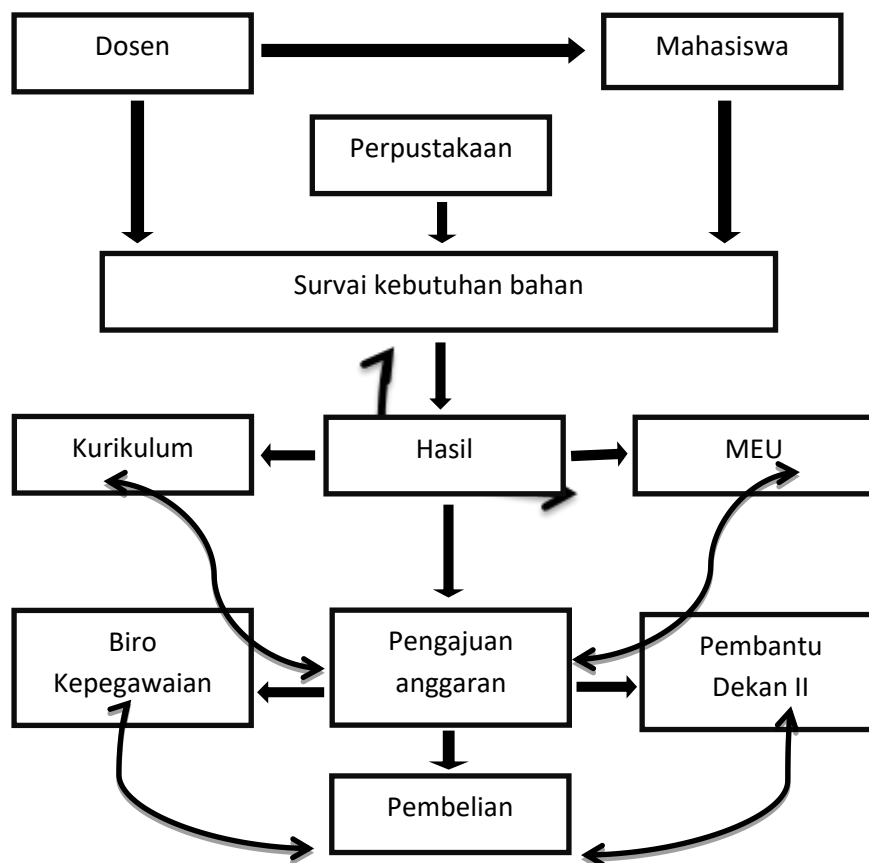 Dosen
Mahasiswa
Perpustakaan
Survai kebutuhan bahan
Kurikulum
Hasil
MEU
Biro
Kepegawaian
Pengajuan
anggaran
Pembantu
Dekan II
Pembelian